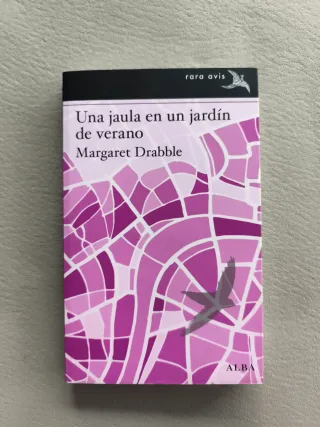 rara avis
Una jaula en un jardín
de verano
Margaret Drabble
ALBA